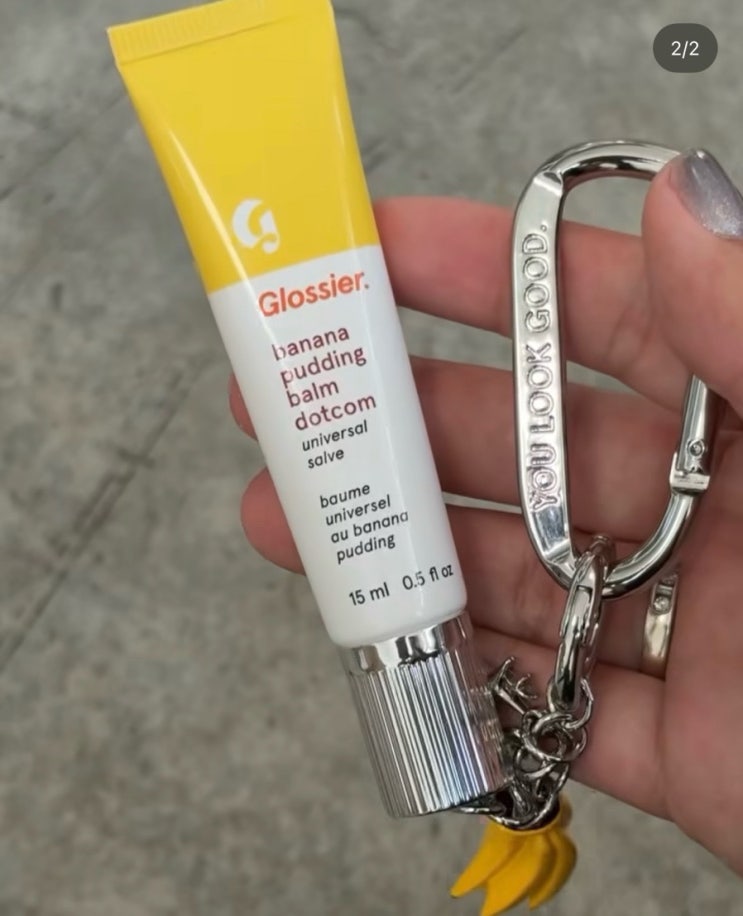 2/2
G
Glossier.
banana
pudding
balm
dotcom
universal
salve
baume
universel
au banana
pudding
15 ml 0.5 fl oz
YOU LOOK GOOD.